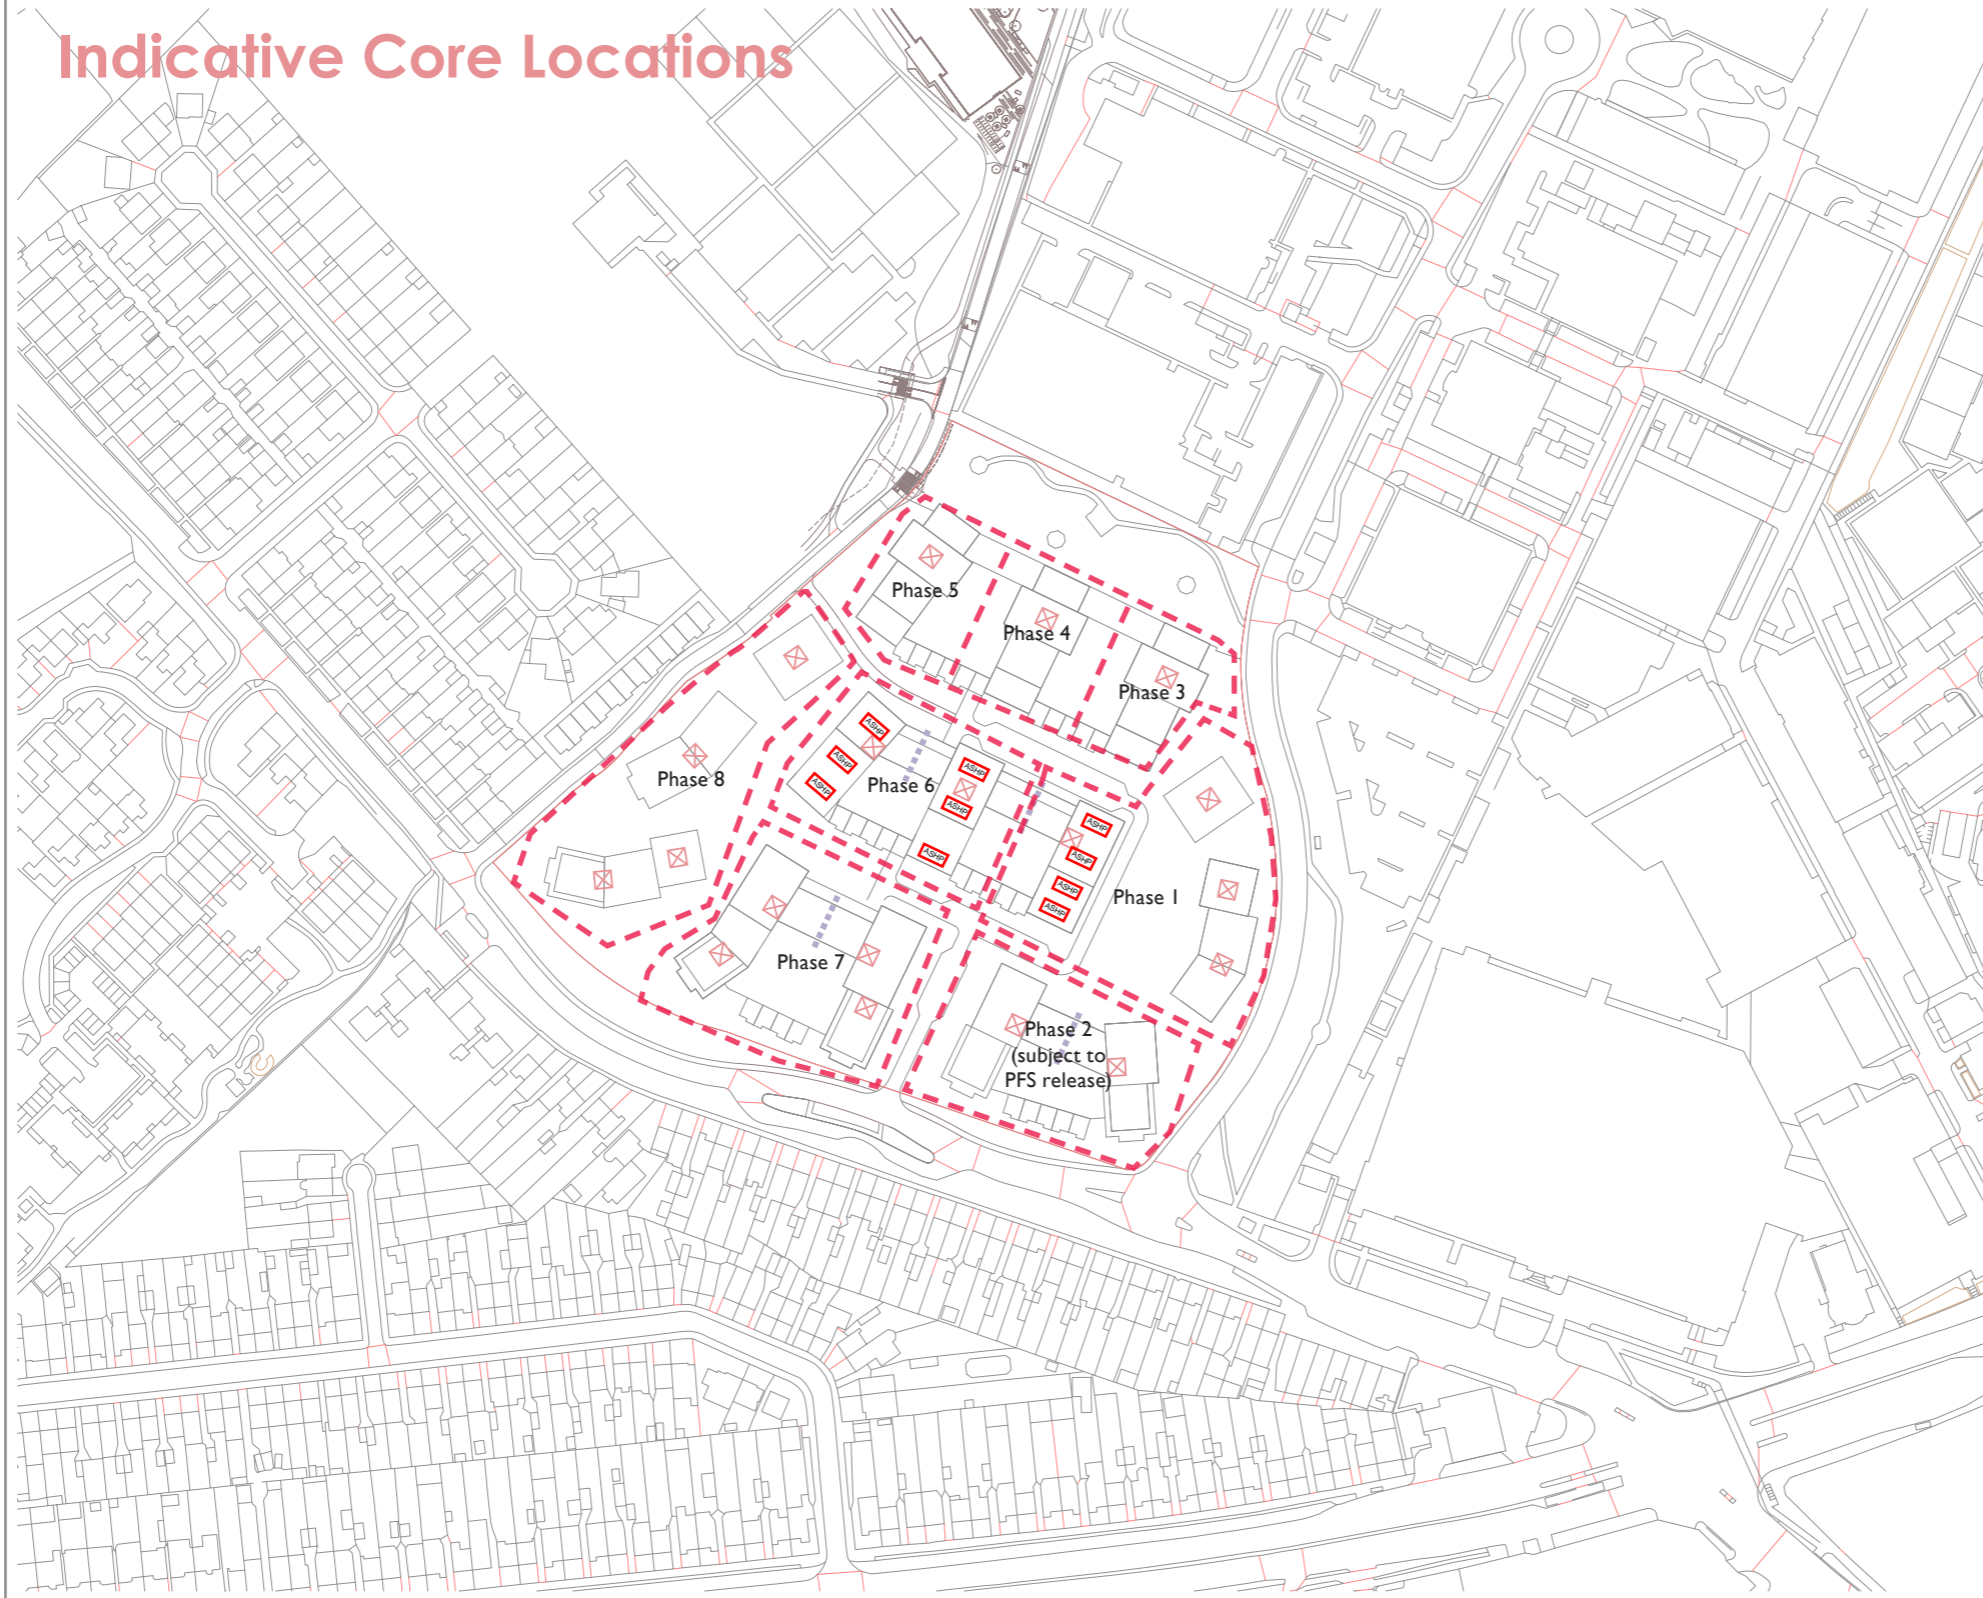 Indicative Core Locations
Phase 5
Phase 4
Phase 3
ASHP
ASHP
ASHP
Phase 8
Phase 6
ASHP
ASHP
ASHP
ASHP
ASHP
ASHP
ASHP
Phase 1
Phase 7
Phase 2
(subject to
PFS release)